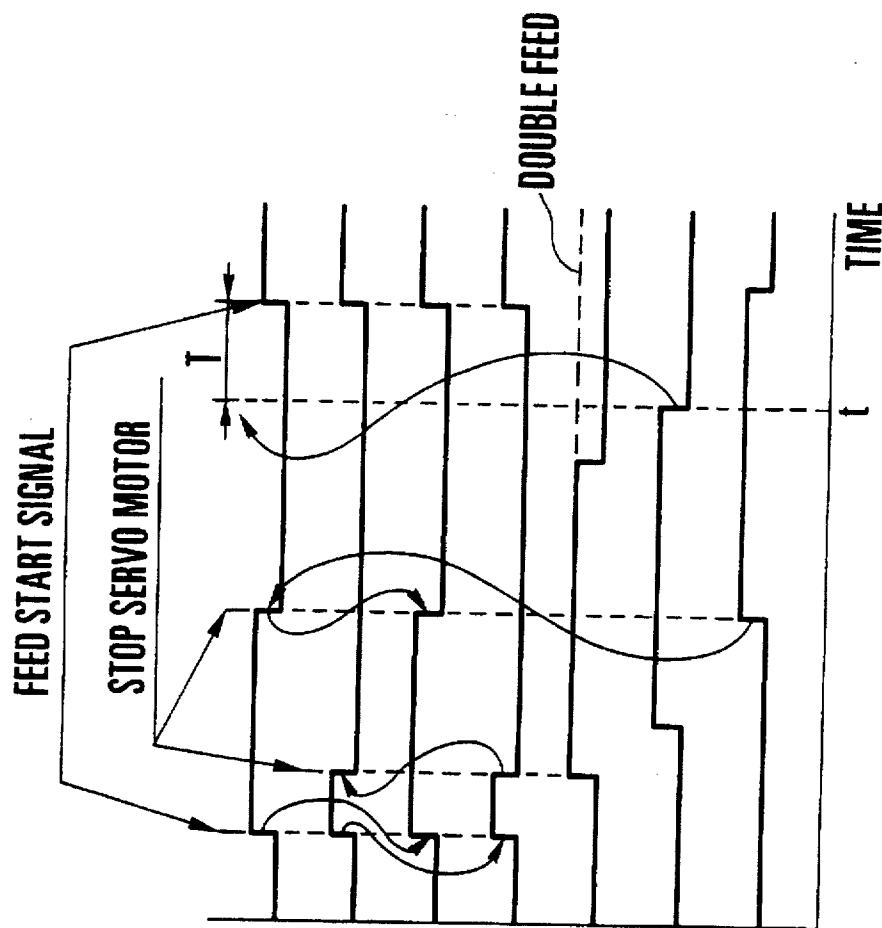 FEED START SIGNAL
STOP SERVO MOTOR
T
DOUBLE FEED
t
TIME